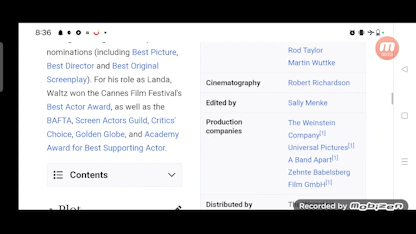 8:36
nominations (including Best Picture,
Best Director and Best Original
Screenplay). For his role as Landa,
Waltz won the Cannes Film Festival's
Best Actor Award, as well as the
BAFTA, Screen Actors Guild, Critics'
Choice, Golden Globe, and Academy
Award for Best Supporting Actor.
Contents
Plot
Rod Taylor
Martin Wuttke
Cinematography Robert Richardson
Edited by Sally Menke
Production The Weinstein
companies Company[1]
Universal Pictures[1]
A Band Apart[1]
Zehnte Babelsberg
Film GmbH[1]
Distributed by
Recorded by Mobizen